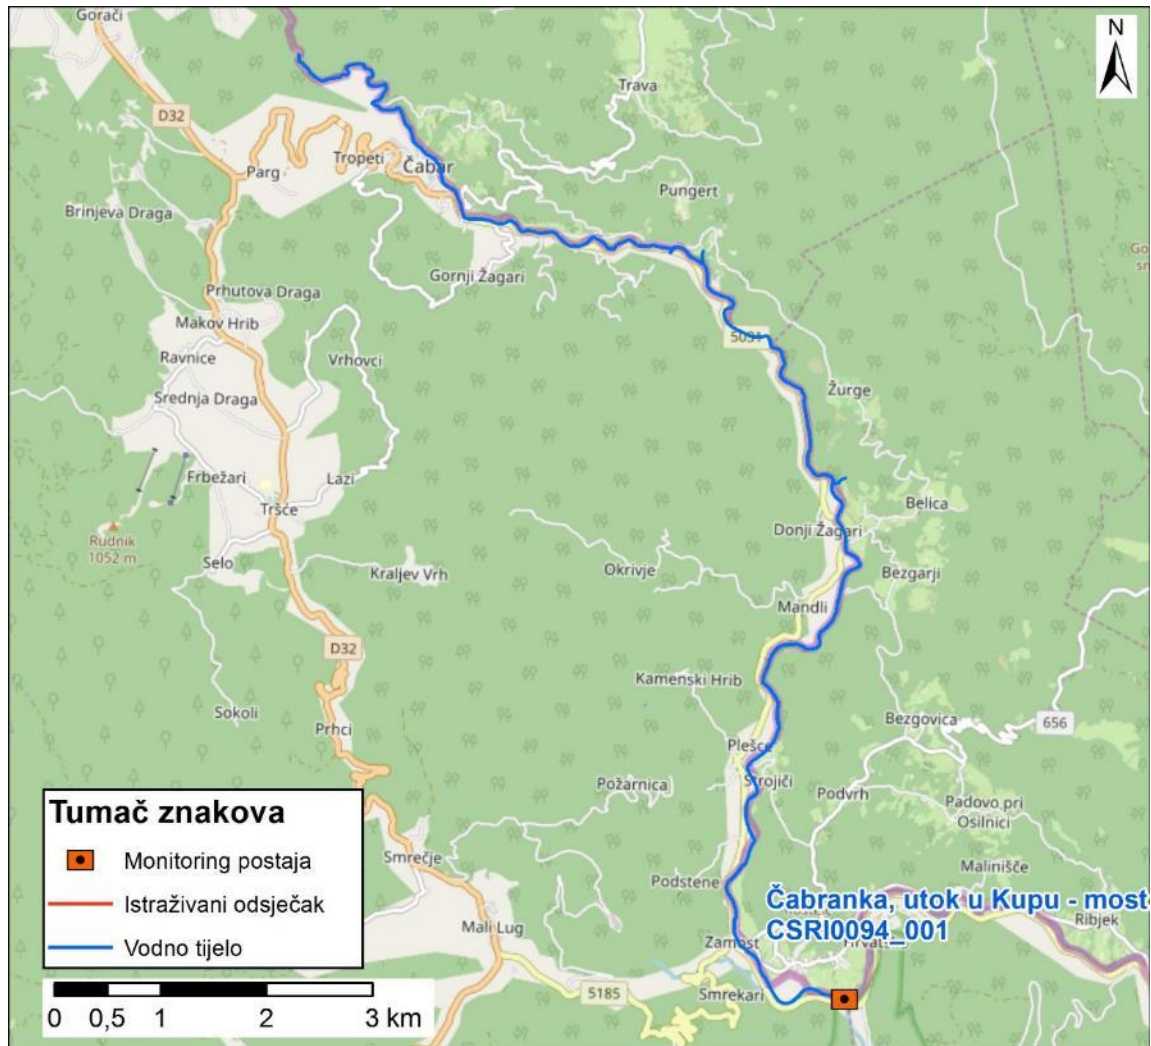 Gorači
N
Trava
D32
Tropeti
Čabar
Parg
Pungert
Brinjeva Draga
Gornji Žagari
Prhutova Draga
Makov Hrib
5031
Ravnice
Vrhovci
Žurge
Srednja Draga
Frbežari
Lazi
Tršće
Belica
Donji Žagari
Rudnik
1052 m
Selo
Okrivje
Kraljev Vrh
Bezgarji
Mandli
D32
Kamenski Hrib
Sokoli
Bezgovica
656
Prhci
Plešce
Požarnica
Strojiči
Podvrh
Padovo pri
Osilnici
Tumač znakova
Monitoring postaja
Istraživani odsječak
Vodno tijelo
Smrečje
Malinišče
Podstene
Čabranka, utok u Kupu - most
CSRI0094_001
Ribjek
Mali Lug
Zamost
Smrekari
5185
0 0,5 1 2 3 km